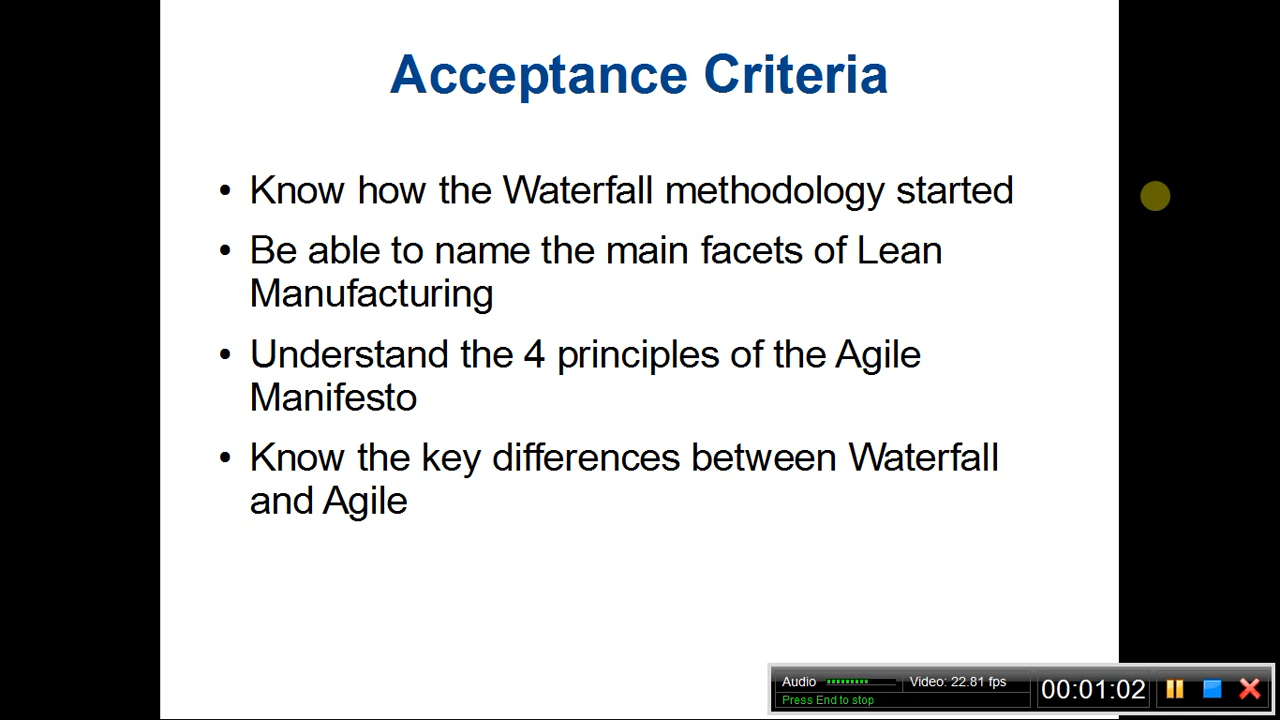 Acceptance Criteria
• Know how the Waterfall methodology started
• Be able to name the main facets of Lean
Manufacturing
• Understand the 4 principles of the Agile
Manifesto
• Know the key differences between Waterfall
and Agile
Audio
Video: 22.81 fps
00:01:02
Press End to stop